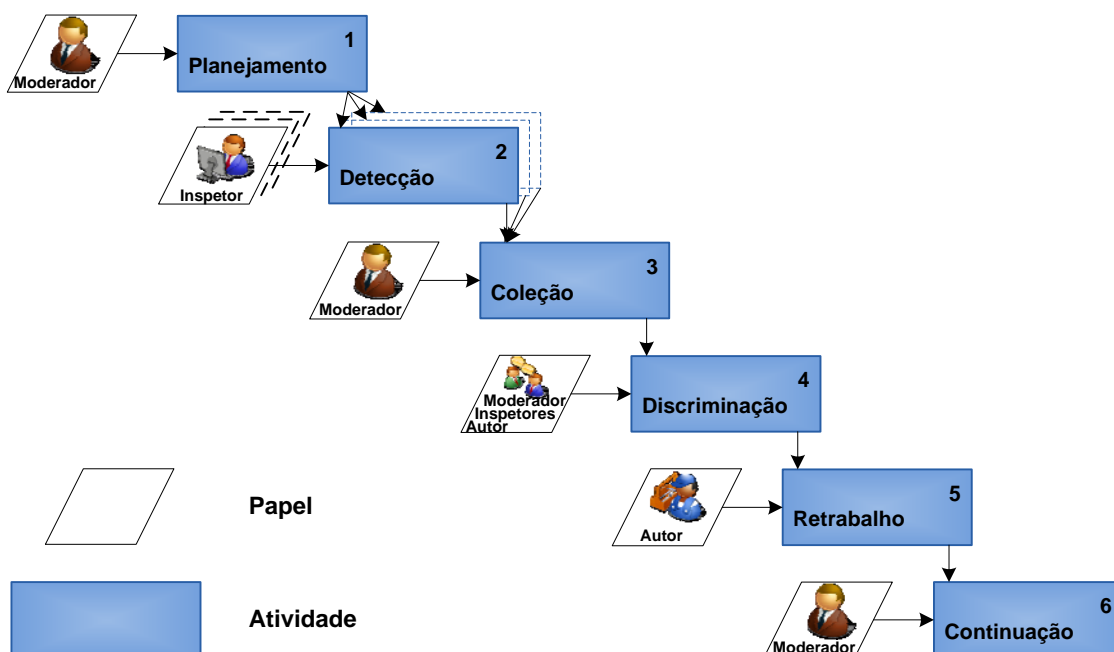 1
Planejamento
Moderador
2
Detecção
Inspetor
3
Coleção
Moderador
4
Discriminação
Moderador
Inspetores
Autor
Papel
5
Retrabalho
Autor
Atividade
6
Continuação
Moderador